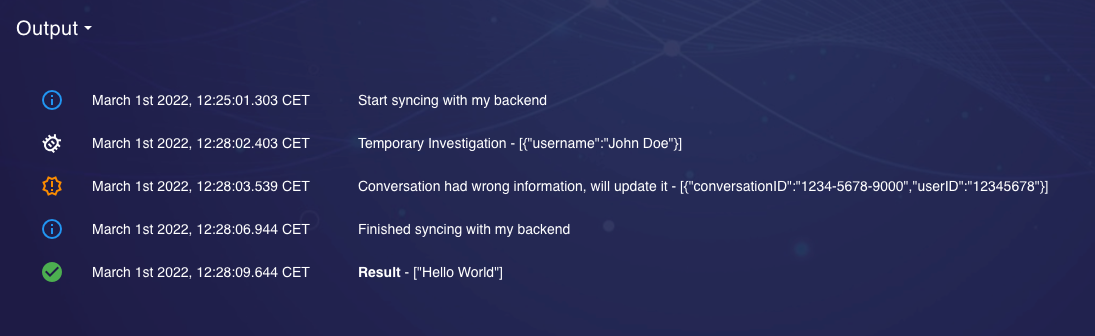 Output
March 1st 2022, 12:25:01.303 CET Start syncing with my backend
March 1st 2022, 12:28:02.403 CET Temporary Investigation - [{"username":"John Doe"}]
March 1st 2022, 12:28:03.539 CET Conversation had wrong information, will update it - [{"conversationID":"1234-5678-9000","userID":"12345678"}]
March 1st 2022, 12:28:06.944 CET Finished syncing with my backend
March 1st 2022, 12:28:09.644 CET Result - ["Hello World"]